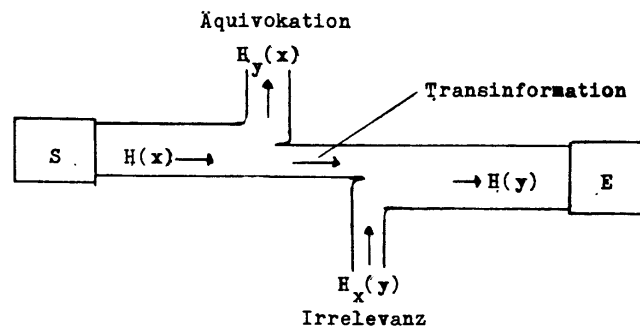 Äquivokation
H_y(x)
Transinformation
S
H(x)
H(y)
E
H_x(y)
Irrelevanz